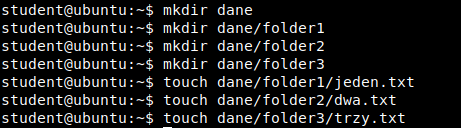 student@ubuntu:~$ mkdir dane
student@ubuntu:~$ mkdir dane/folder1
student@ubuntu:~$ mkdir dane/folder2
student@ubuntu:~$ mkdir dane/folder3
student@ubuntu:~$ touch dane/folder1/jeden.txt
student@ubuntu:~$ touch dane/folder2/dwa.txt
student@ubuntu:~$ touch dane/folder3/trzy.txt